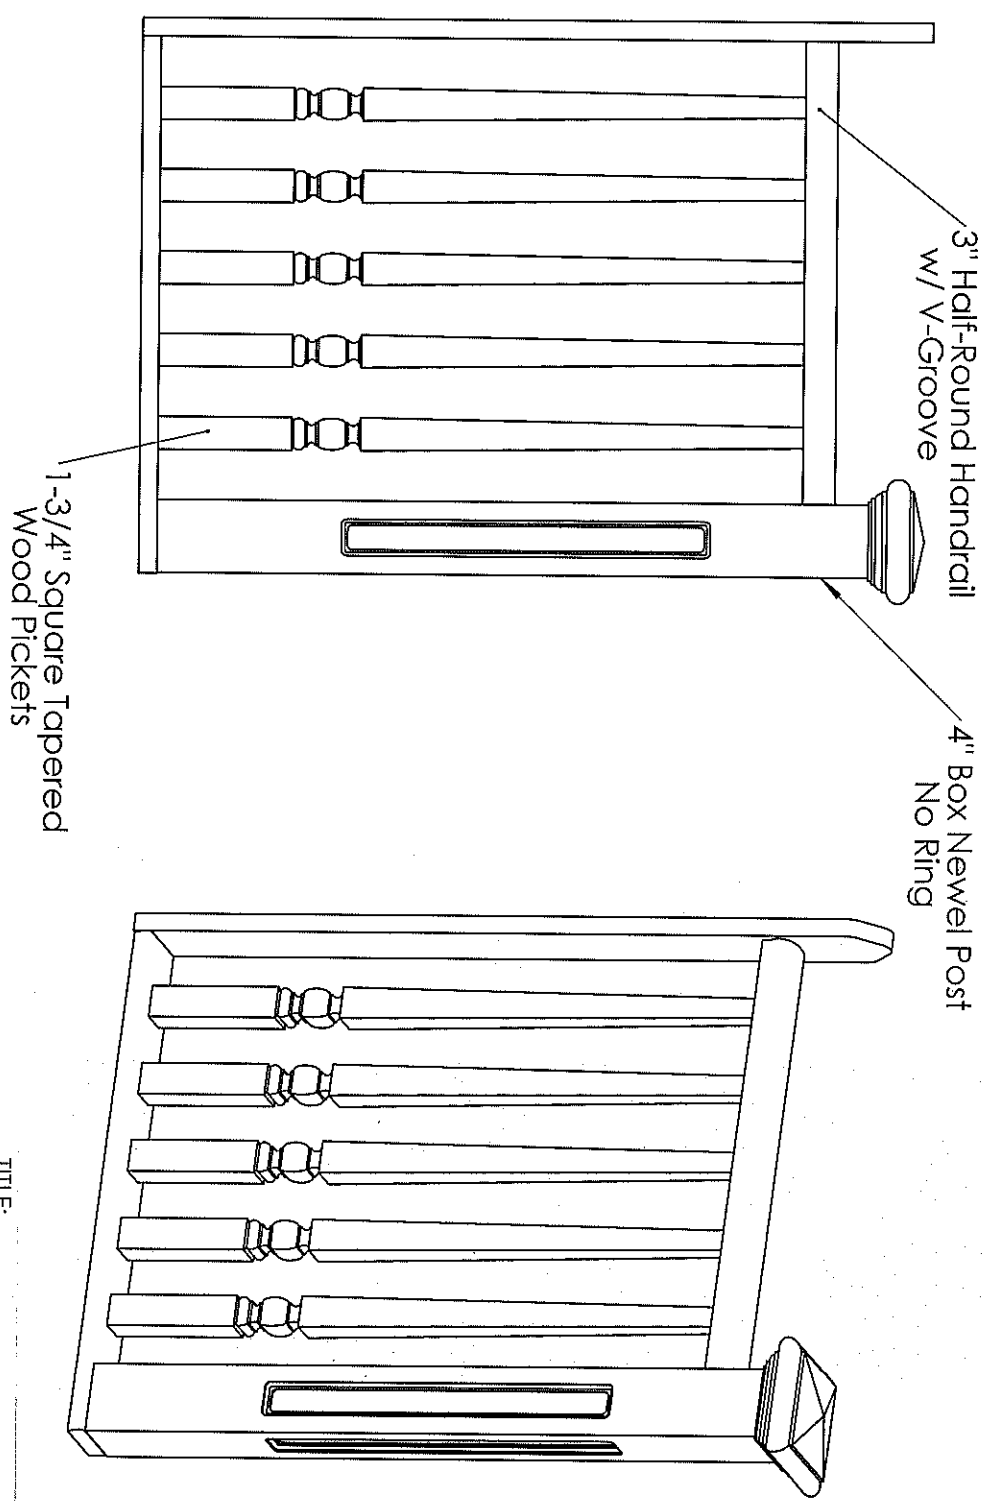 3" Half-Round Handrail
w/ V-Groove
4" Box Newel Post
No Ring
1-3/4" Square Tapered
Wood Pickets
TITLE: